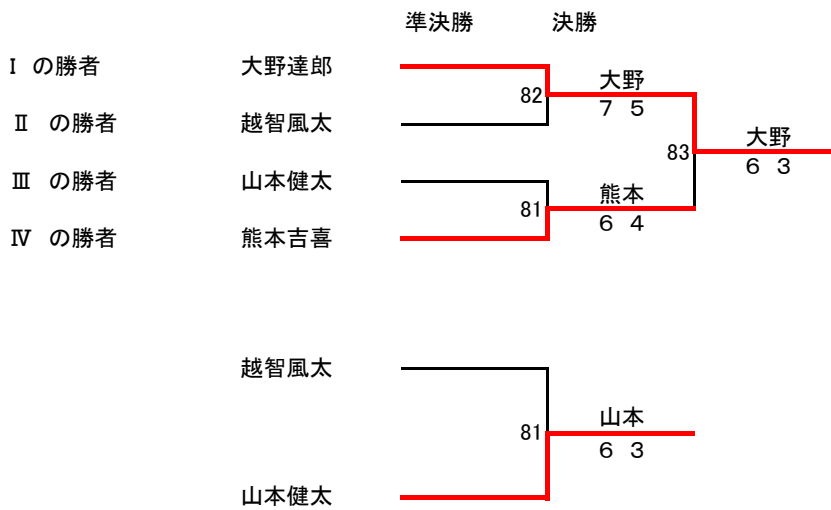 準決勝 決勝
Ⅰ の勝者 大野達郎
大野
82
7 5
Ⅱ の勝者 越智風太
大野
83
6 3
Ⅲ の勝者 山本健太
熊本
81
6 4
Ⅳ の勝者 熊本吉喜
越智風太
山本
81
6 3
山本健太